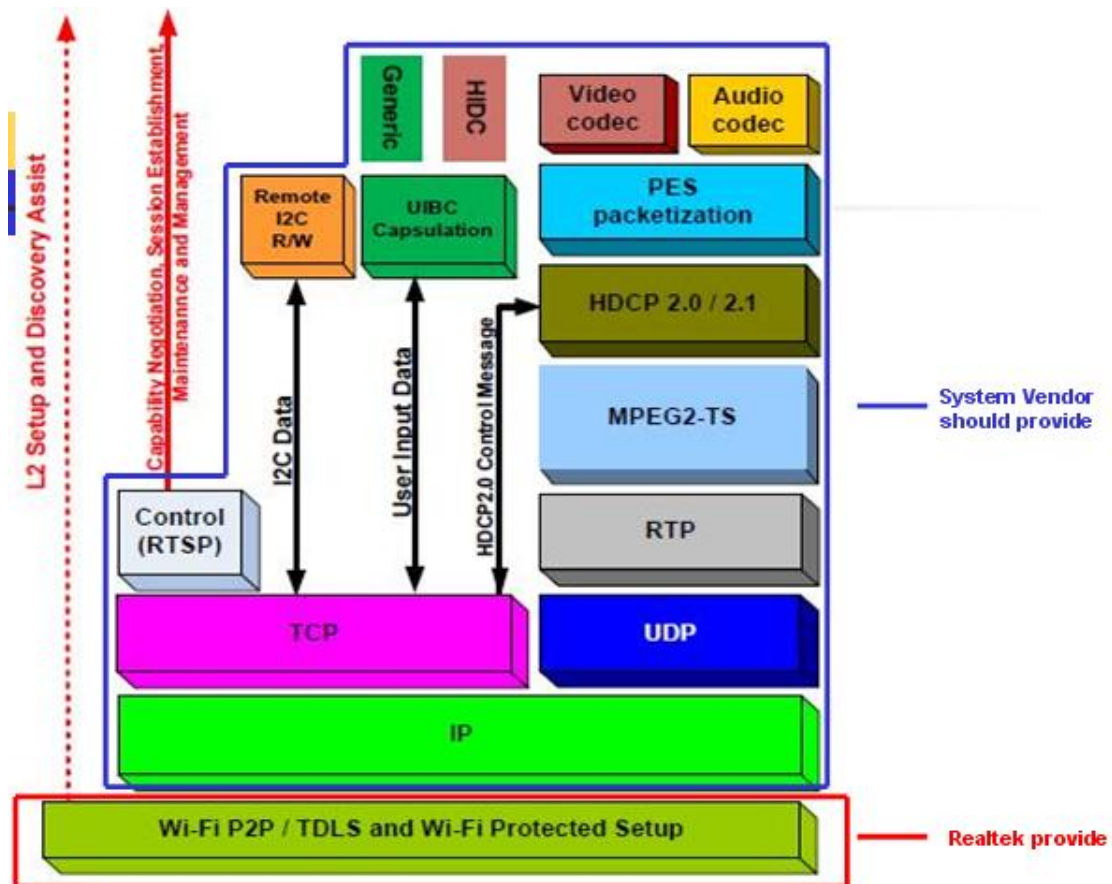 L2 Setup and Discovery Assist
Capability Negotiation, Session Establishment,
Maintenannce and Management
Generic
HIDC
Video
codec
Audio
codec
Remote
I2C
R/W
UIBC
Capsulation
PES
packetization
HDCP 2.0 / 2.1
I2C Data
User Input Data
HDCP2.0 Control Message
MPEG2-TS
System Vendor
should provide
Control
(RTSP)
RTP
TCP
UDP
IP
Wi-Fi P2P / TDLS and Wi-Fi Protected Setup
Realtek provide